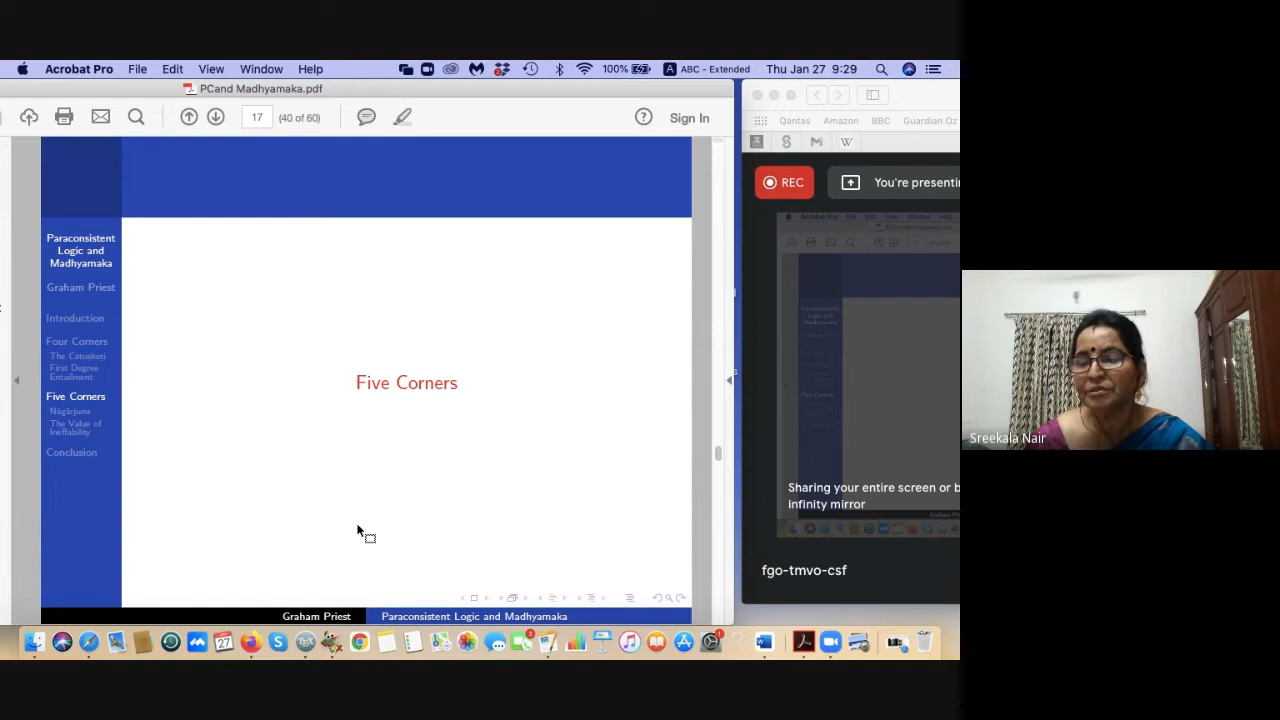 Acrobat Pro File Edit View Window Help 100% A ABC - Extended Thu Jan 27 9:29
PCand Madhyamaka.pdf
17 (40 of 60) Sign In
Qantas Amazon BBC Guardian Oz
REC You're presentin
Paraconsistent
Logic and
Madhyamaka
Graham Priest
Introduction
Four Corners
The Catuṣkoṭi
First Degree
Entailment
Five Corners
Nāgārjuna
The Value of
Ineffability
Conclusion
Five Corners
Graham Priest Paraconsistent Logic and Madhyamaka
Sharing your entire screen or b
infinity mirror
fgo-tmvo-csf
Sreekala Nair